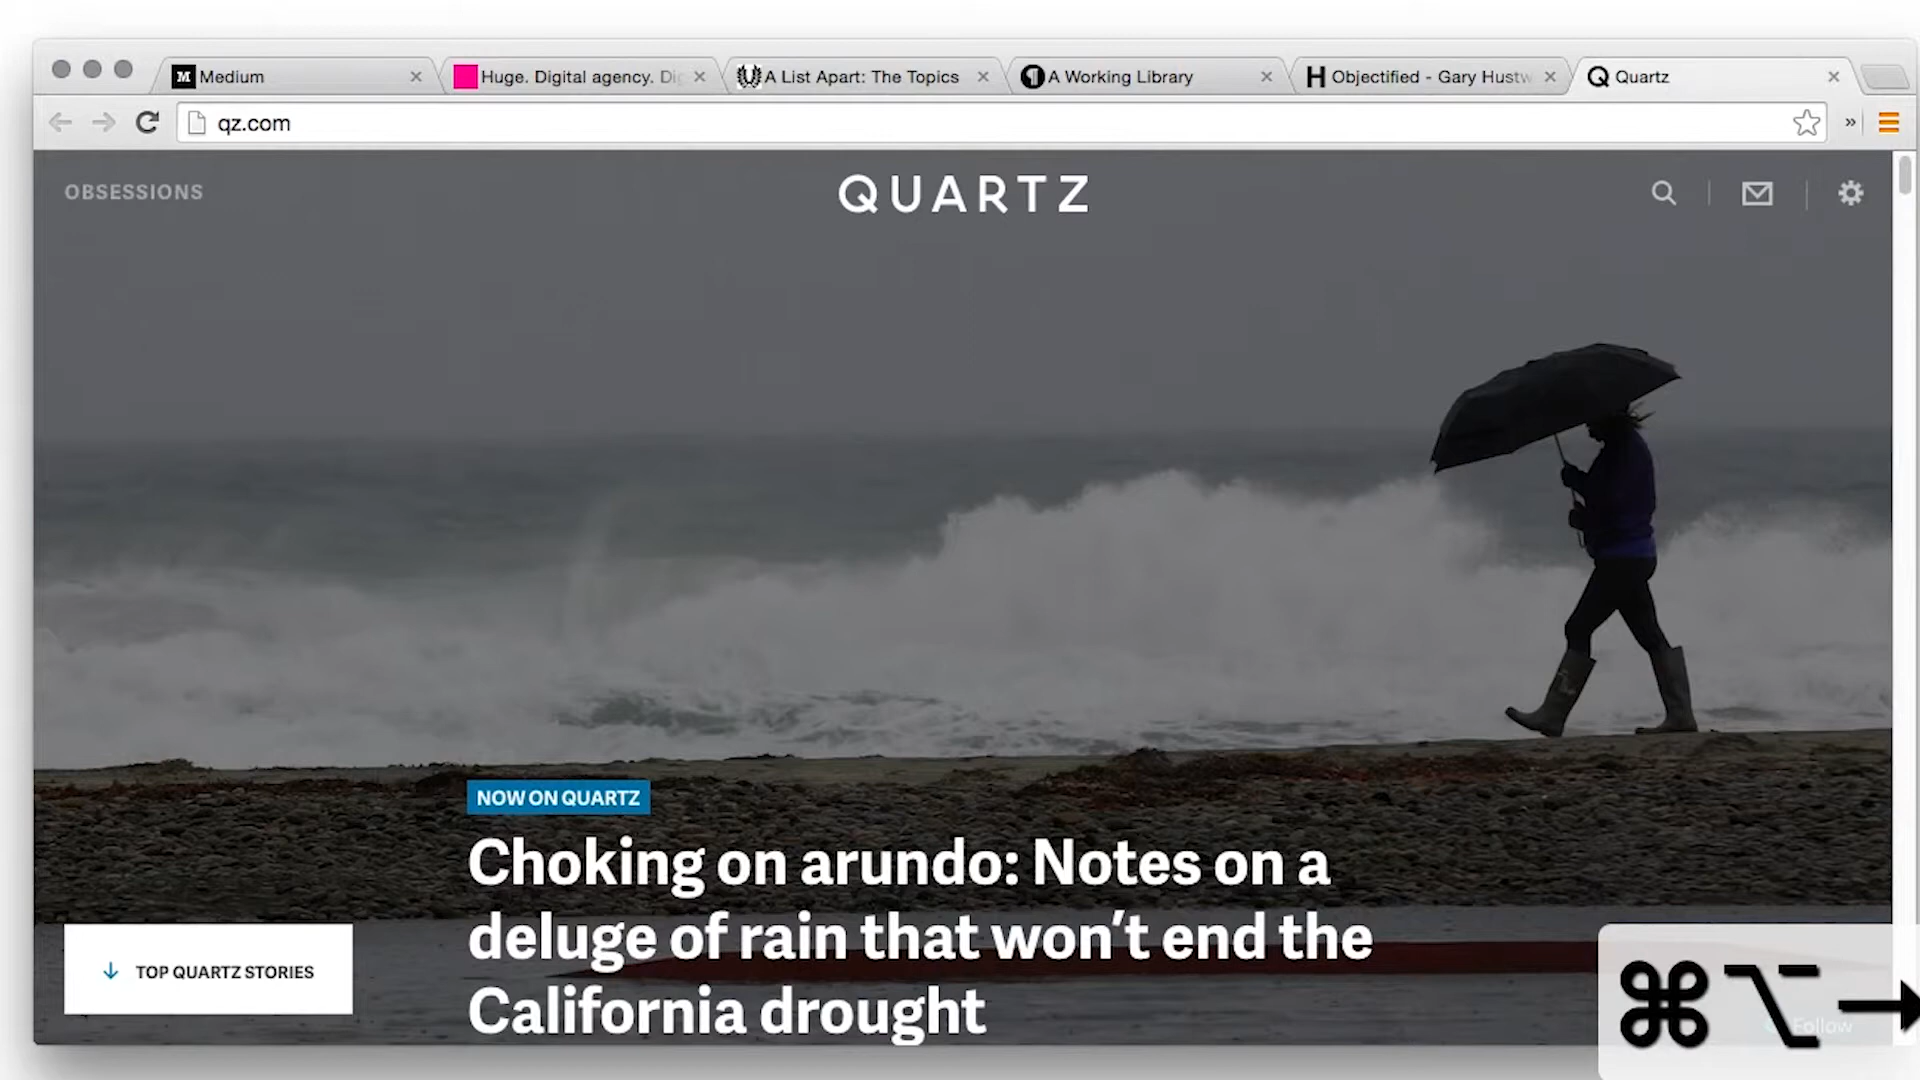 Medium
Huge. Digital agency. Dig
A List Apart: The Topics
A Working Library
Objectified - Gary Hustw
Quartz
qz.com
OBSESSIONS
QUARTZ
NOW ON QUARTZ
Choking on arundo: Notes on a
deluge of rain that won't end the
California drought
TOP QUARTZ STORIES
⌘⌥→
Follow